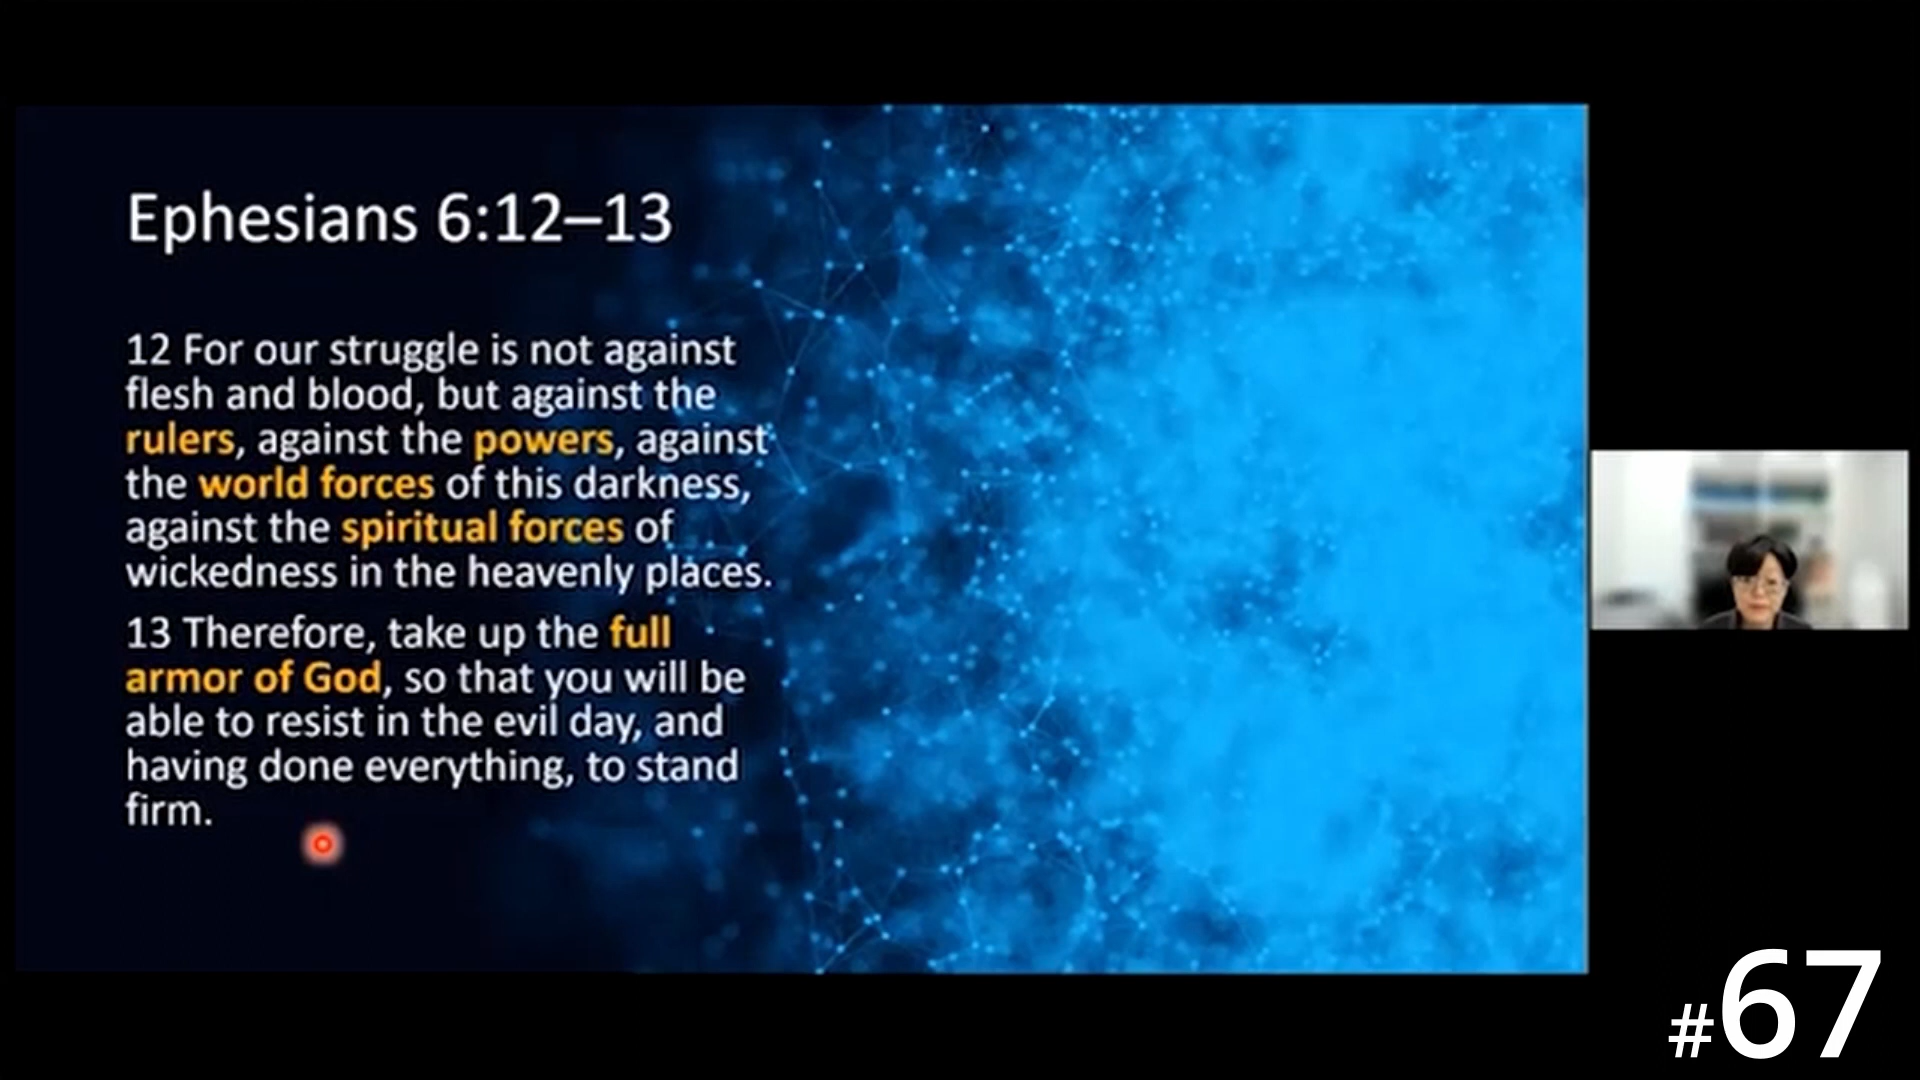 Ephesians 6:12–13
12 For our struggle is not against
flesh and blood, but against the
rulers, against the powers, against
the world forces of this darkness,
against the spiritual forces of
wickedness in the heavenly places.
13 Therefore, take up the full
armor of God, so that you will be
able to resist in the evil day, and
having done everything, to stand
firm.
#67